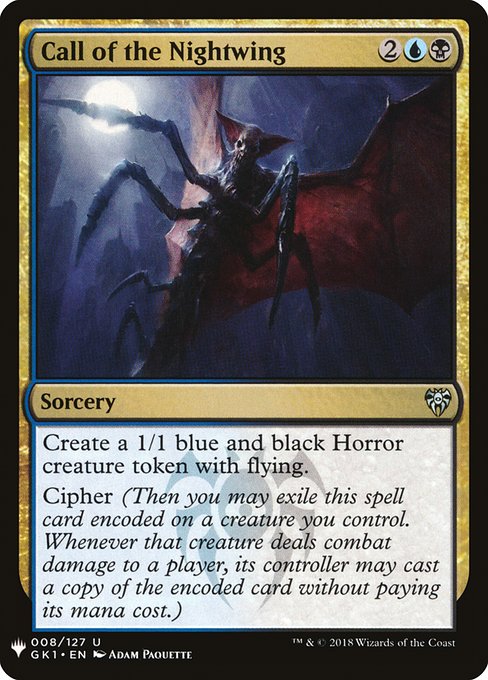 Call of the Nightwing 2
Sorcery
Create a 1/1 blue and black Horror
creature token with flying.
Cipher (Then you may exile this spell
card encoded on a creature you control.
Whenever that creature deals combat
damage to a player, its controller may cast
a copy of the encoded card without paying
its mana cost.)
008/127 U
GK1 • EN Adam Paquette
™ & © 2018 Wizards of the Coast